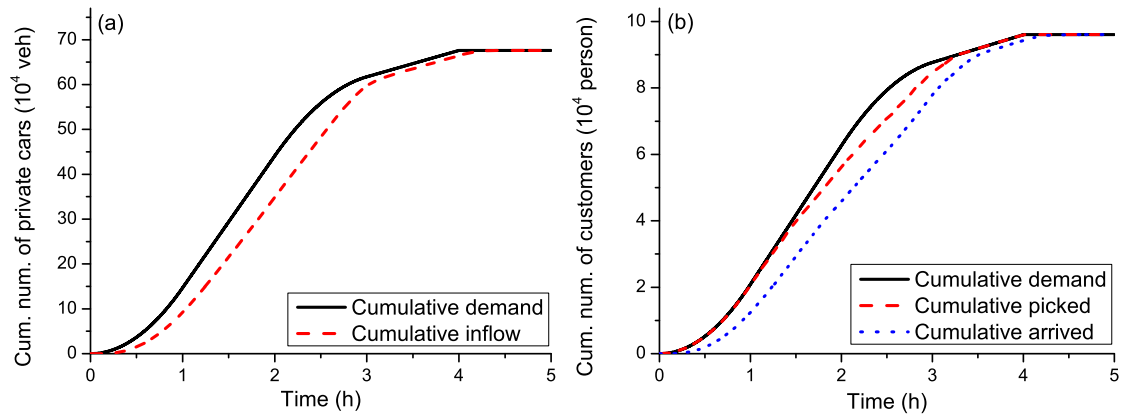 (a)
Cum. num. of private cars (10⁴ veh)
70
60
50
40
30
20
10
0
0 1 2 3 4 5
Time (h)
Cumulative demand
Cumulative inflow
(b)
Cum. num. of customers (10⁴ person)
10
8
6
4
2
0
0 1 2 3 4 5
Time (h)
Cumulative demand
Cumulative picked
Cumulative arrived